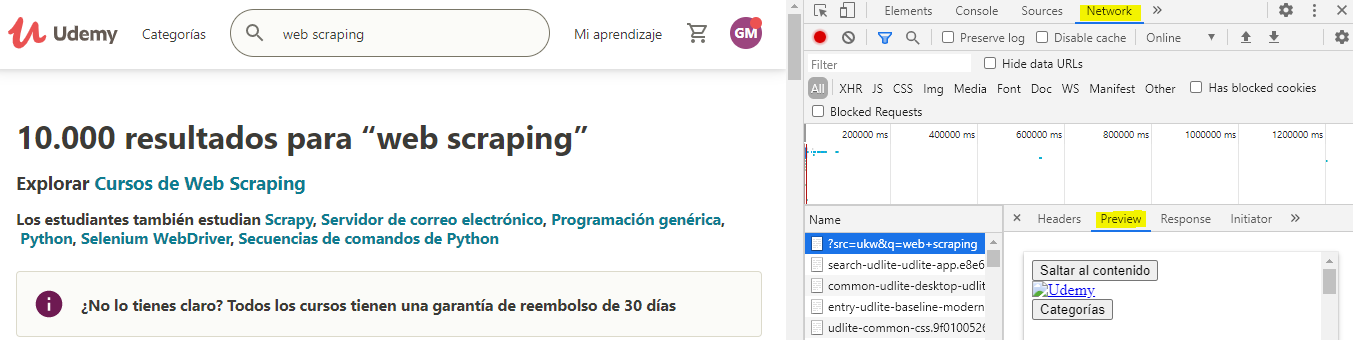 Udemy
Categorías
web scraping
Mi aprendizaje
GM
10.000 resultados para “web scraping”
Explorar Cursos de Web Scraping
Los estudiantes también estudian Scrapy, Servidor de correo electrónico, Programación genérica,
Python, Selenium WebDriver, Secuencias de comandos de Python
¿No lo tienes claro? Todos los cursos tienen una garantía de reembolso de 30 días
Elements Console Sources Network
Preserve log Disable cache Online
Filter Hide data URLs
All XHR JS CSS Img Media Font Doc WS Manifest Other Has blocked cookies
Blocked Requests
200000 ms 400000 ms 600000 ms 800000 ms 1000000 ms 1200000 ms
Name
Headers Preview Response Initiator
?src=ukw&q=web+scraping
search-udlite-udlite-app.e8e6
common-udlite-desktop-udlit
entry-udlite-baseline-modern
udlite-common-css.9f0100526
Saltar al contenido
Udemy
Categorías